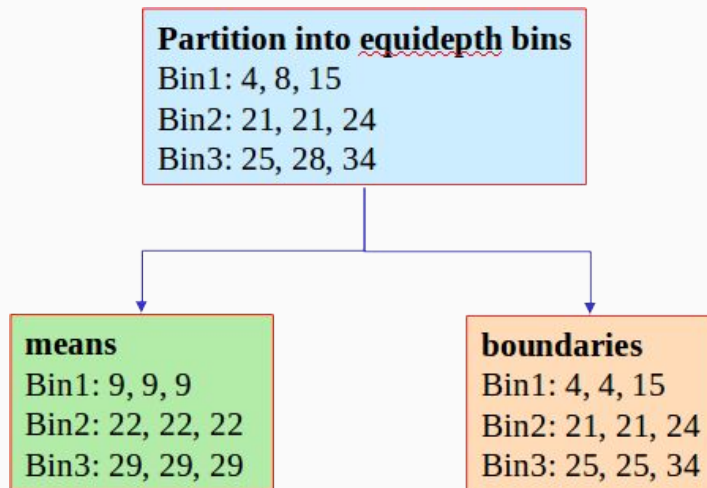 Partition into equidepth bins
Bin1: 4, 8, 15
Bin2: 21, 21, 24
Bin3: 25, 28, 34
means
Bin1: 9, 9, 9
Bin2: 22, 22, 22
Bin3: 29, 29, 29
boundaries
Bin1: 4, 4, 15
Bin2: 21, 21, 24
Bin3: 25, 25, 34